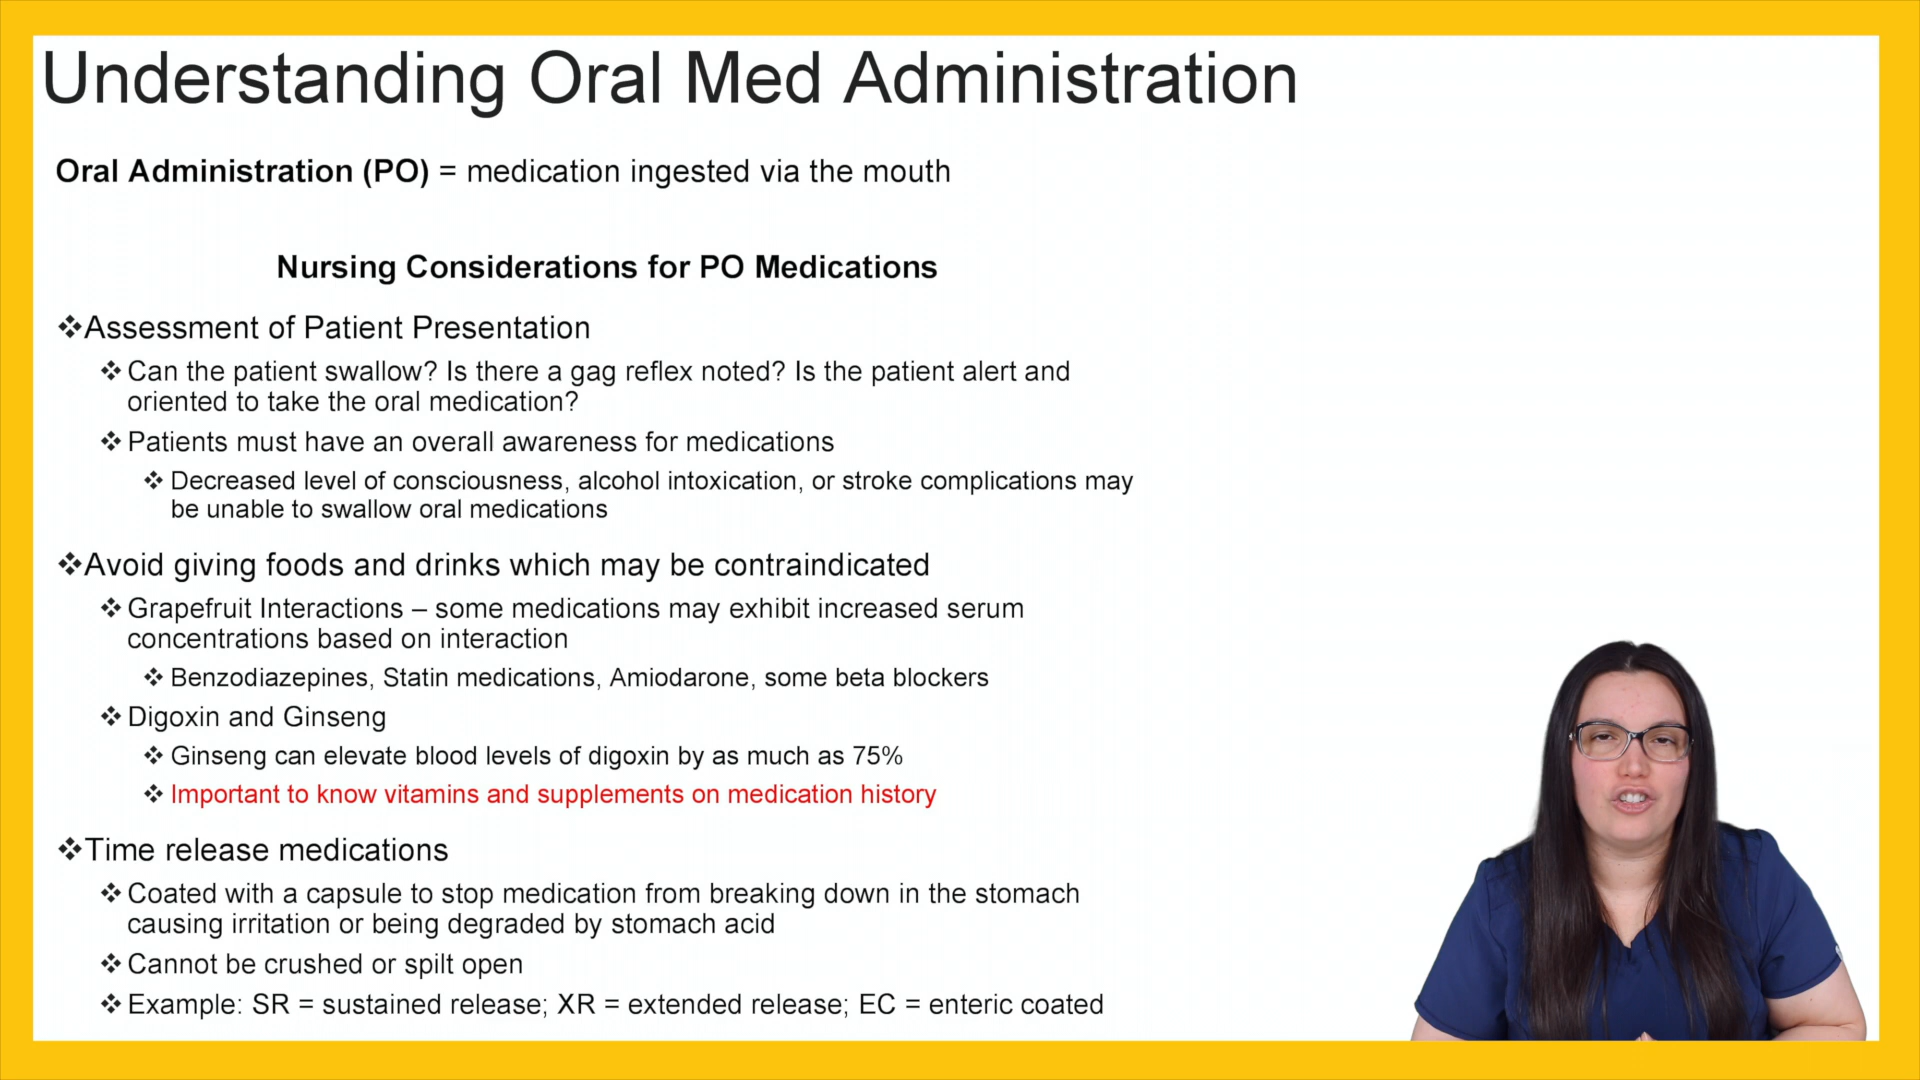 Understanding Oral Med Administration
Oral Administration (PO) = medication ingested via the mouth
Nursing Considerations for PO Medications
❖Assessment of Patient Presentation
❖Can the patient swallow? Is there a gag reflex noted? Is the patient alert and
oriented to take the oral medication?
❖Patients must have an overall awareness for medications
❖Decreased level of consciousness, alcohol intoxication, or stroke complications may
be unable to swallow oral medications
❖Avoid giving foods and drinks which may be contraindicated
❖Grapefruit Interactions – some medications may exhibit increased serum
concentrations based on interaction
❖Benzodiazepines, Statin medications, Amiodarone, some beta blockers
❖Digoxin and Ginseng
❖Ginseng can elevate blood levels of digoxin by as much as 75%
❖Important to know vitamins and supplements on medication history
❖Time release medications
❖Coated with a capsule to stop medication from breaking down in the stomach
causing irritation or being degraded by stomach acid
❖Cannot be crushed or spilt open
❖Example: SR = sustained release; XR = extended release; EC = enteric coated